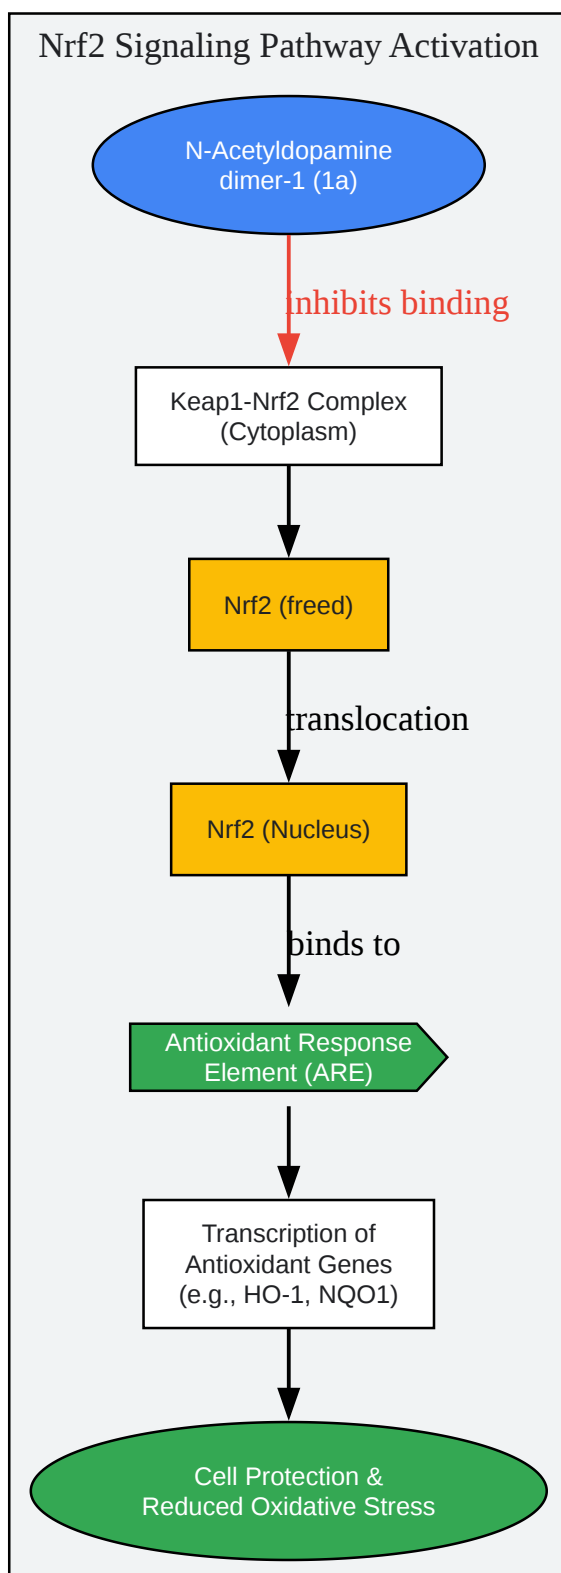 Nrf2 Signaling Pathway Activation
N-Acetyldopamine
dimer-1 (1a)
inhibits binding
Keap1-Nrf2 Complex
(Cytoplasm)
Nrf2 (freed)
translocation
Nrf2 (Nucleus)
binds to
Antioxidant Response
Element (ARE)
Transcription of
Antioxidant Genes
(e.g., HO-1, NQO1)
Cell Protection &
Reduced Oxidative Stress